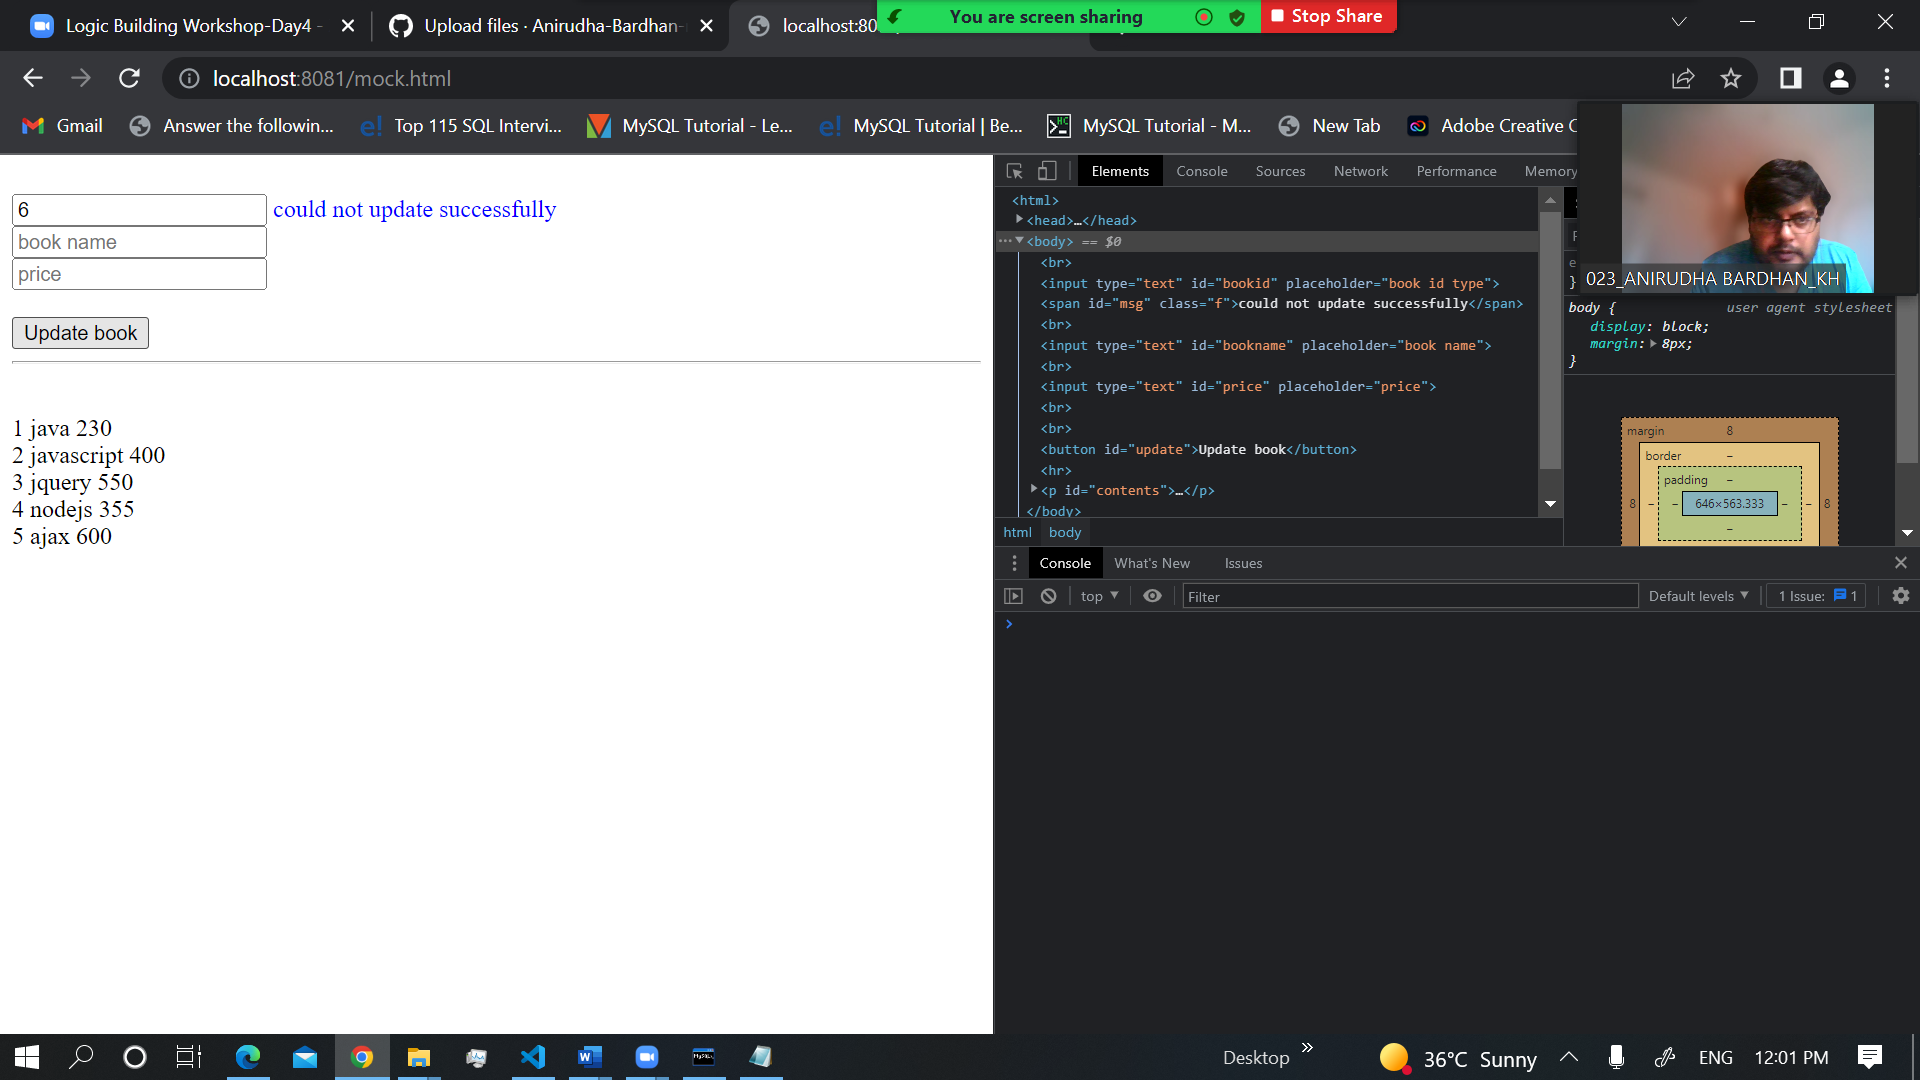 Logic Building Workshop-Day4 -
Upload files · Anirudha-Bardhan-
localhost:80
You are screen sharing
Stop Share
localhost:8081/mock.html
Gmail
Answer the followin...
Top 115 SQL Intervi...
MySQL Tutorial - Le...
MySQL Tutorial | Be...
MySQL Tutorial - M...
New Tab
Adobe Creative C
023_ANIRUDHA BARDHAN_KH
6 could not update successfully
book name
price
Update book
1 java 230
2 javascript 400
3 jquery 550
4 nodejs 355
5 ajax 600
Elements Console Sources Network Performance Memory
<html>
<head>…</head>
<body> == $0
<br>
<input type="text" id="bookid" placeholder="book id type">
<span id="msg" class="f">could not update successfully</span>
<br>
<input type="text" id="bookname" placeholder="book name">
<br>
<input type="text" id="price" placeholder="price">
<br>
<br>
<button id="update">Update book</button>
<hr>
<p id="contents">…</p>
</body>
html body
}
body { user agent stylesheet
display: block;
margin: 8px;
}
margin 8
border –
padding –
8 – – 646×563.333 – – 8
–
Console What's New Issues
top Filter Default levels 1 Issue: 1
36°C Sunny
Desktop
ENG 12:01 PM